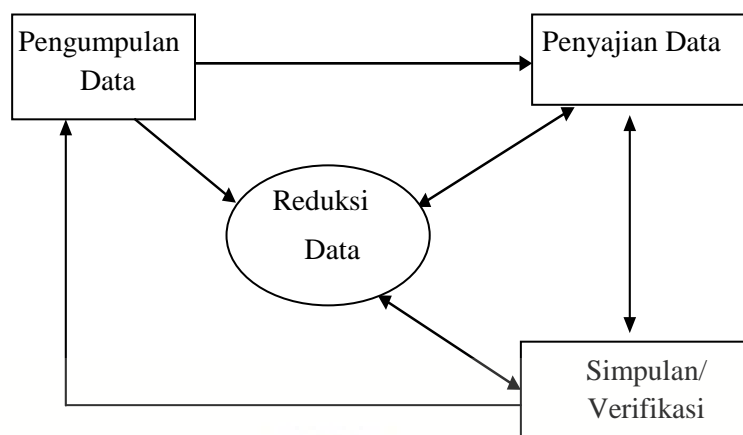 Pengumpulan
Data
Penyajian Data
Reduksi
Data
Simpulan/
Verifikasi